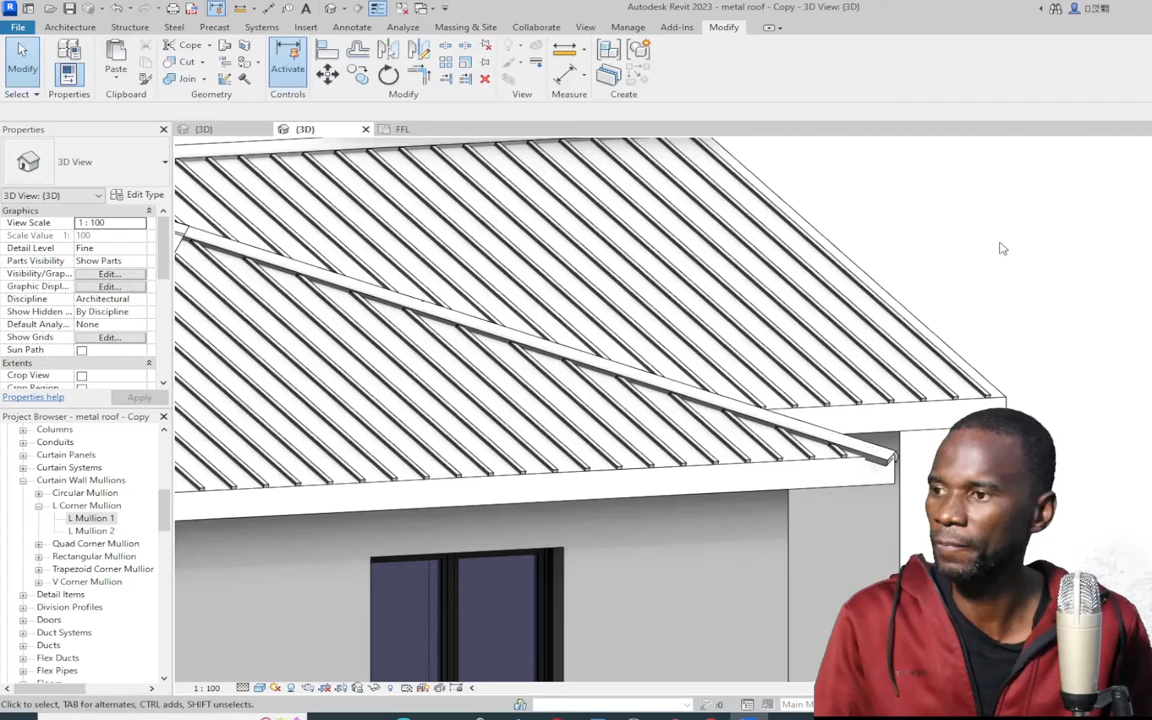 Autodesk Revit 2023 - metal roof - Copy - 3D View: {3D}
File Architecture Structure Steel Precast Systems Insert Annotate Analyze Massing & Site Collaborate View Manage Add-Ins Modify
Modify Paste Cope Cut Join Activate
Select Properties Clipboard Geometry Controls Modify View Measure Create
Properties
{3D} {3D} FFL
3D View
3D View: {3D} Edit Type
Graphics
View Scale 1 : 100
Scale Value 1: 100
Detail Level Fine
Parts Visibility Show Parts
Visibility/Grap... Edit...
Graphic Displ... Edit...
Discipline Architectural
Show Hidden ... By Discipline
Default Analy... None
Show Grids Edit...
Sun Path
Extents
Crop View
Crop Region
Properties help Apply
Project Browser - metal roof - Copy
Columns
Conduits
Curtain Panels
Curtain Systems
Curtain Wall Mullions
Circular Mullion
L Corner Mullion
L Mullion 1
L Mullion 2
Quad Corner Mullion
Rectangular Mullion
Trapezoid Corner Mullior
V Corner Mullion
Detail Items
Division Profiles
Doors
Duct Systems
Ducts
Flex Ducts
Flex Pipes
1 : 100
Click to select, TAB for alternates, CTRL adds, SHIFT unselects.
:0 Main M